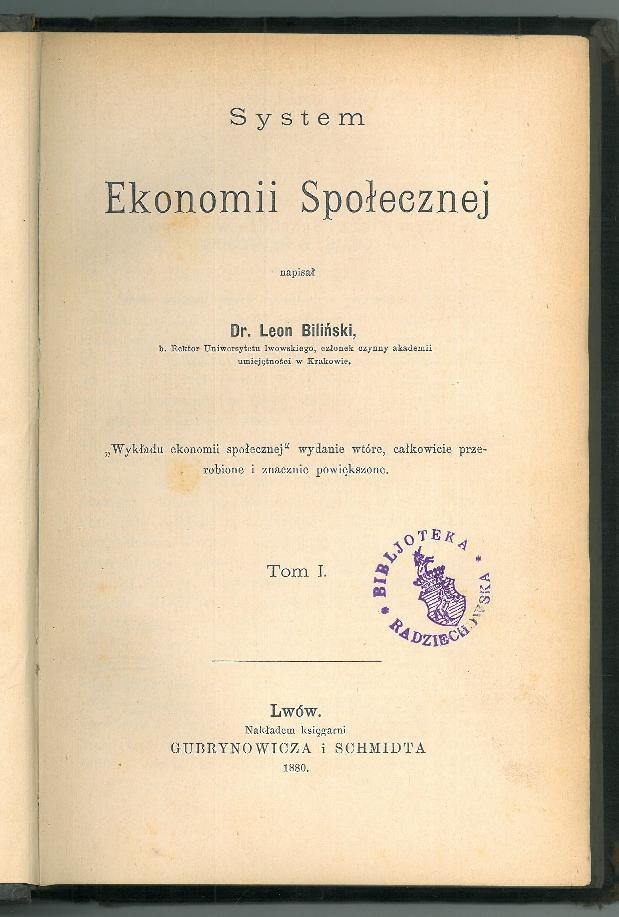 System
Ekonomii Społecznej
napisał
Dr. Leon Biliński,
b. Rektor Uniwersytetu lwowskiego, członek czynny akademii
umiejętności w Krakowie.
„Wykładu ekonomii społecznej“ wydanie wtóre, całkowicie prze-
robione i znacznie powiększone.
Tom I.
* BIBLJOTEKA *
RADZIECHOWSKA
Lwów.
Nakładem księgarni
GUBRYNOWICZA i SCHMIDTA
1880.